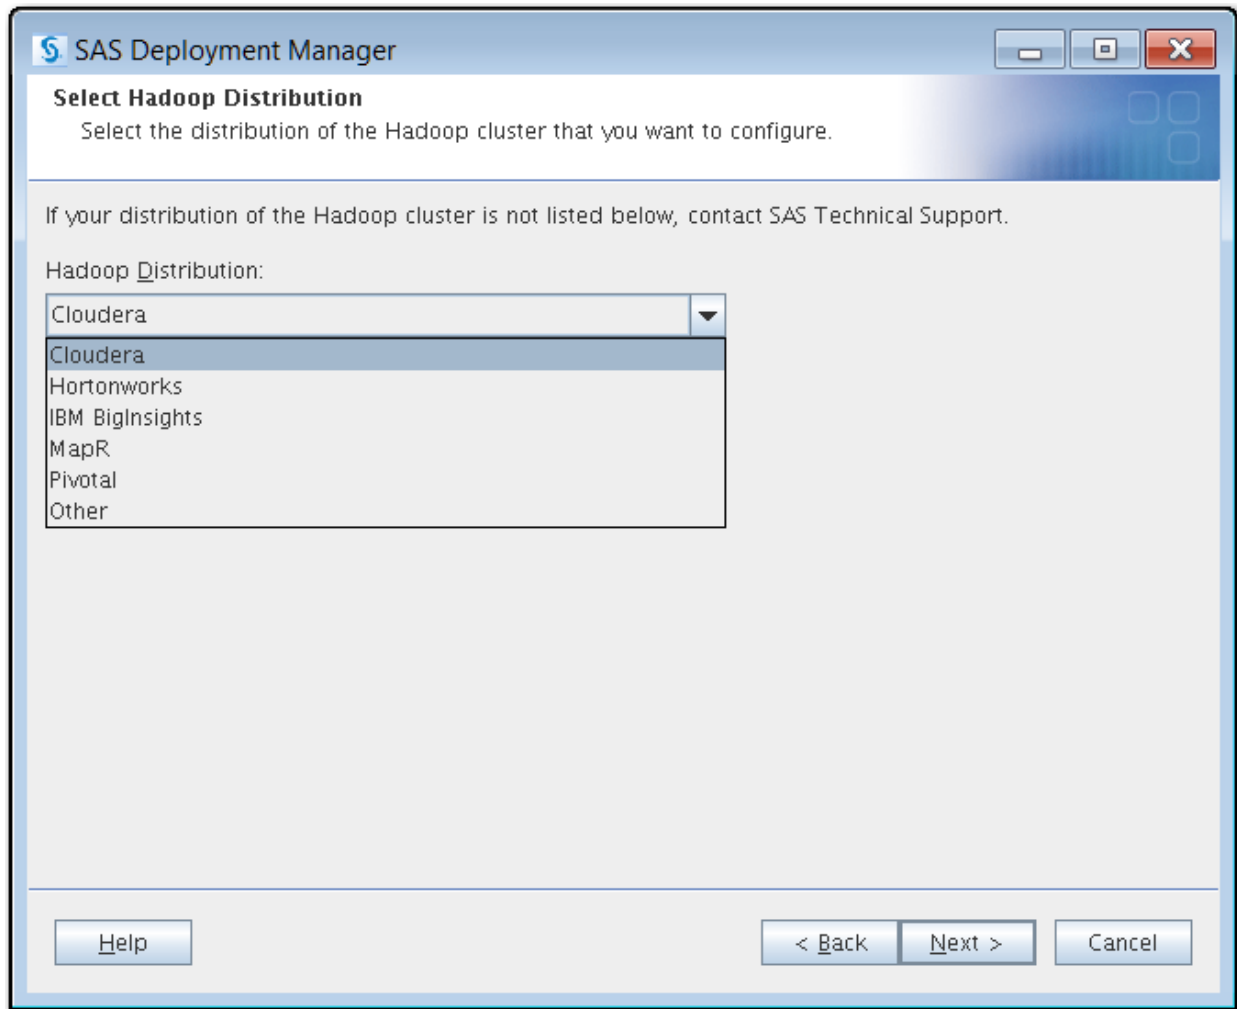 SAS Deployment Manager
Select Hadoop Distribution
Select the distribution of the Hadoop cluster that you want to configure.
If your distribution of the Hadoop cluster is not listed below, contact SAS Technical Support.
Hadoop Distribution:
Cloudera
Cloudera
Hortonworks
IBM BigInsights
MapR
Pivotal
Other
Help
< Back
Next >
Cancel